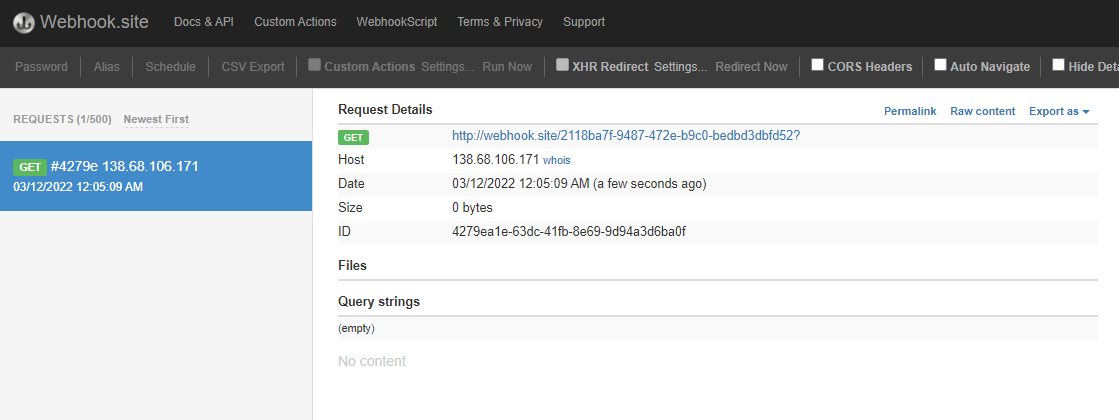 Webhook.site Docs & API Custom Actions WebhookScript Terms & Privacy Support
Password Alias Schedule CSV Export Custom Actions Settings... Run Now XHR Redirect Settings... Redirect Now CORS Headers Auto Navigate Hide Deta
REQUESTS (1/500) Newest First
GET #4279e 138.68.106.171
03/12/2022 12:05:09 AM
Request Details Permalink Raw content Export as
GET http://webhook.site/2118ba7f-9487-472e-b9c0-bedbd3dbfd52?
Host 138.68.106.171 whois
Date 03/12/2022 12:05:09 AM (a few seconds ago)
Size 0 bytes
ID 4279ea1e-63dc-41fb-8e69-9d94a3d6ba0f
Files
Query strings
(empty)
No content